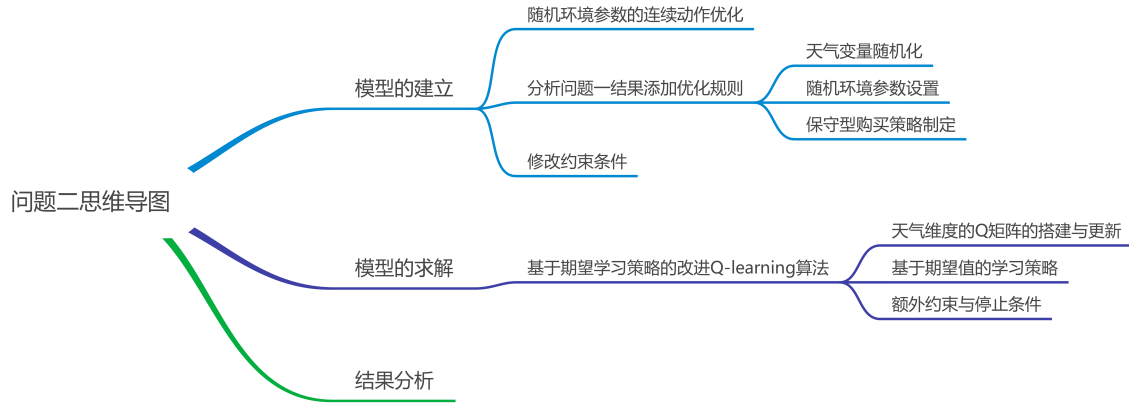 问题二思维导图
模型的建立
随机环境参数的连续动作优化
分析问题一结果添加优化规则
天气变量随机化
随机环境参数设置
保守型购买策略制定
修改约束条件
模型的求解
基于期望学习策略的改进Q-learning算法
天气维度的Q矩阵的搭建与更新
基于期望值的学习策略
额外约束与停止条件
结果分析